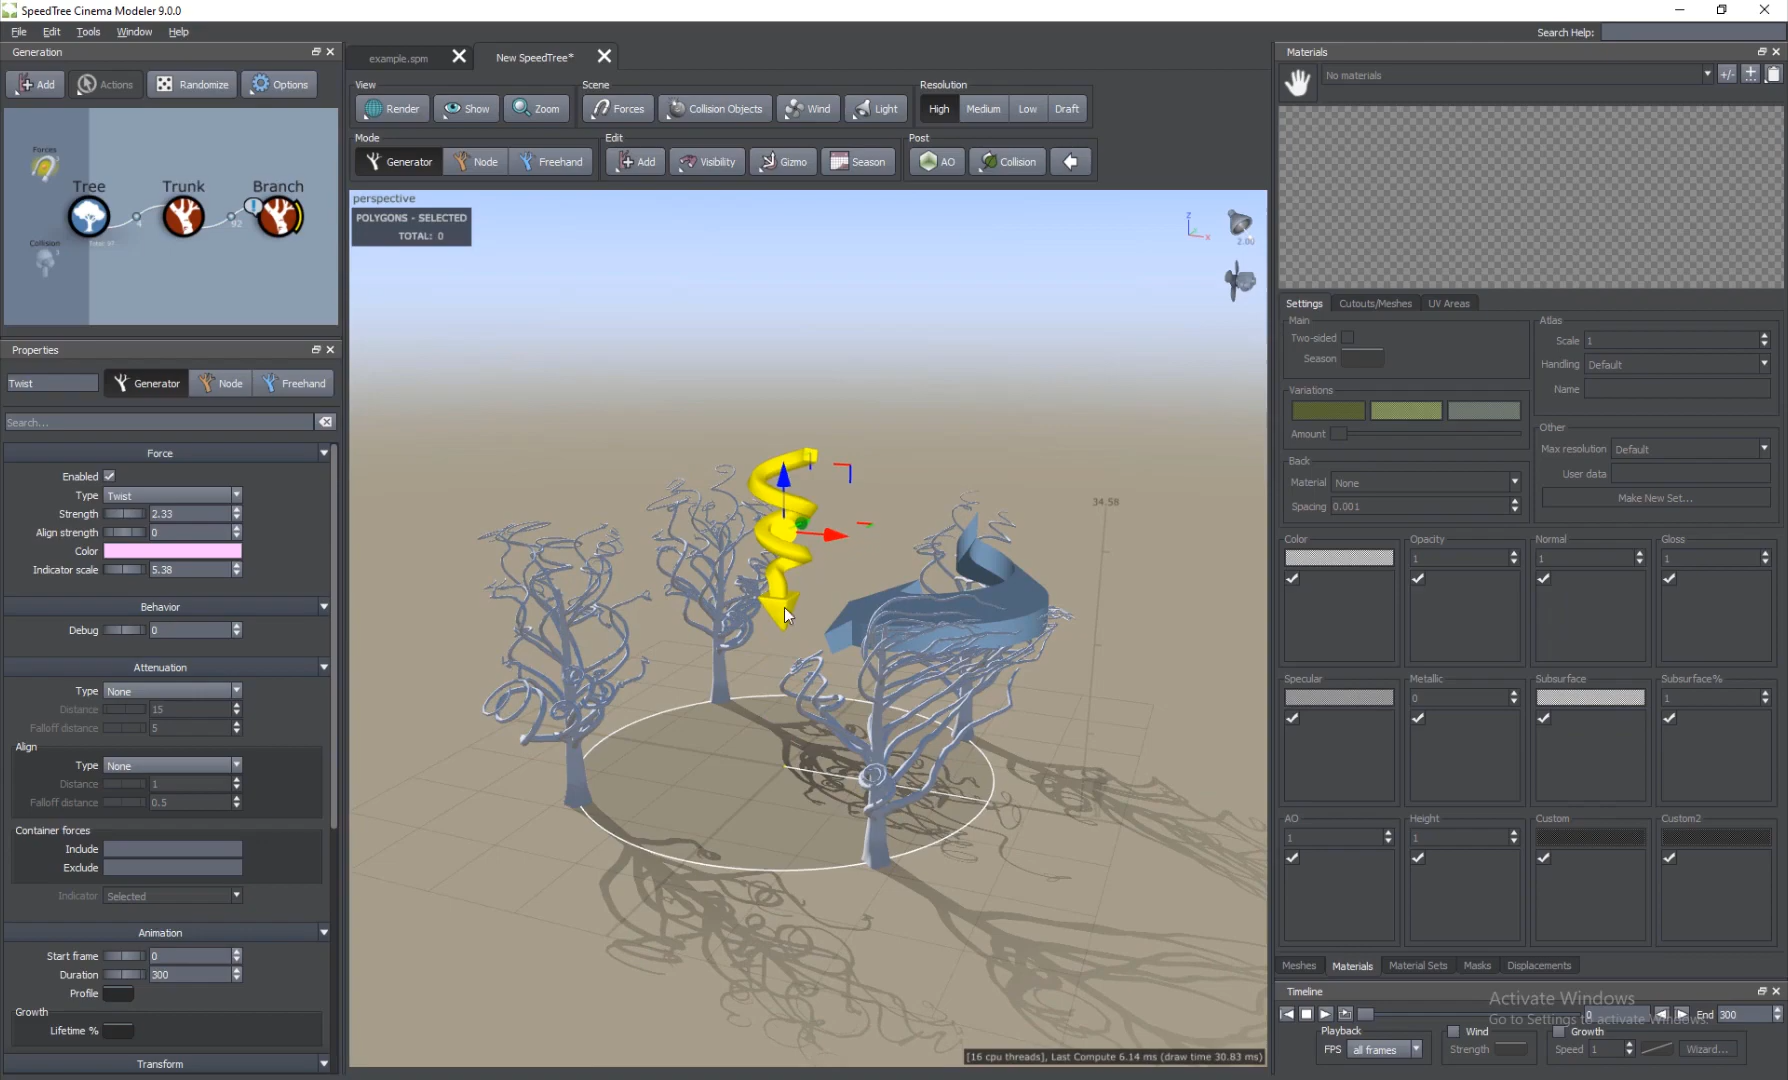 SpeedTree Cinema Modeler 9.0.0
File Edit Tools Window Help
Search Help:
Generation
Add Actions Randomize Options
Forces
Tree Trunk Branch
4 92
Collision
Properties
Twist Generator Node Freehand
Search...
Force
Enabled
Type Twist
Strength 2.33
Align strength 0
Color
Indicator scale 5.38
Behavior
Debug 0
Attenuation
Type None
Distance 15
Falloff distance 5
Align
Type None
Distance 1
Falloff distance 0.5
Container forces
Include
Exclude
Indicator Selected
Animation
Start frame 0
Duration 300
Profile
Growth
Lifetime %
Transform
example.spm New SpeedTree*
View Scene Resolution
Render Show Zoom Forces Collision Objects Wind Light High Medium Low Draft
Mode Edit Post
Generator Node Freehand Add Visibility Gizmo Season AO Collision
perspective
POLYGONS - SELECTED
TOTAL: 0
Z
X
2.00
34.58
[16 cpu threads], Last Compute 6.14 ms (draw time 30.83 ms)
Materials
No materials +/-
Settings Cutouts/Meshes UV Areas
Main
Two-sided
Season
Atlas
Scale 1
Handling Default
Name
Variations
Amount
Other
Max resolution Default
User data
Make New Set...
Back
Material None
Spacing 0.001
Color Opacity Normal Gloss
1 1 1
Specular Metallic Subsurface Subsurface%
0 1
AO Height Custom Custom2
1 1
Meshes Materials Material Sets Masks Displacements
Timeline
Activate Windows
Go to Settings to activate Windows.
0 End 300
Playback Wind Growth
FPS all frames Strength Speed 1 Wizard...